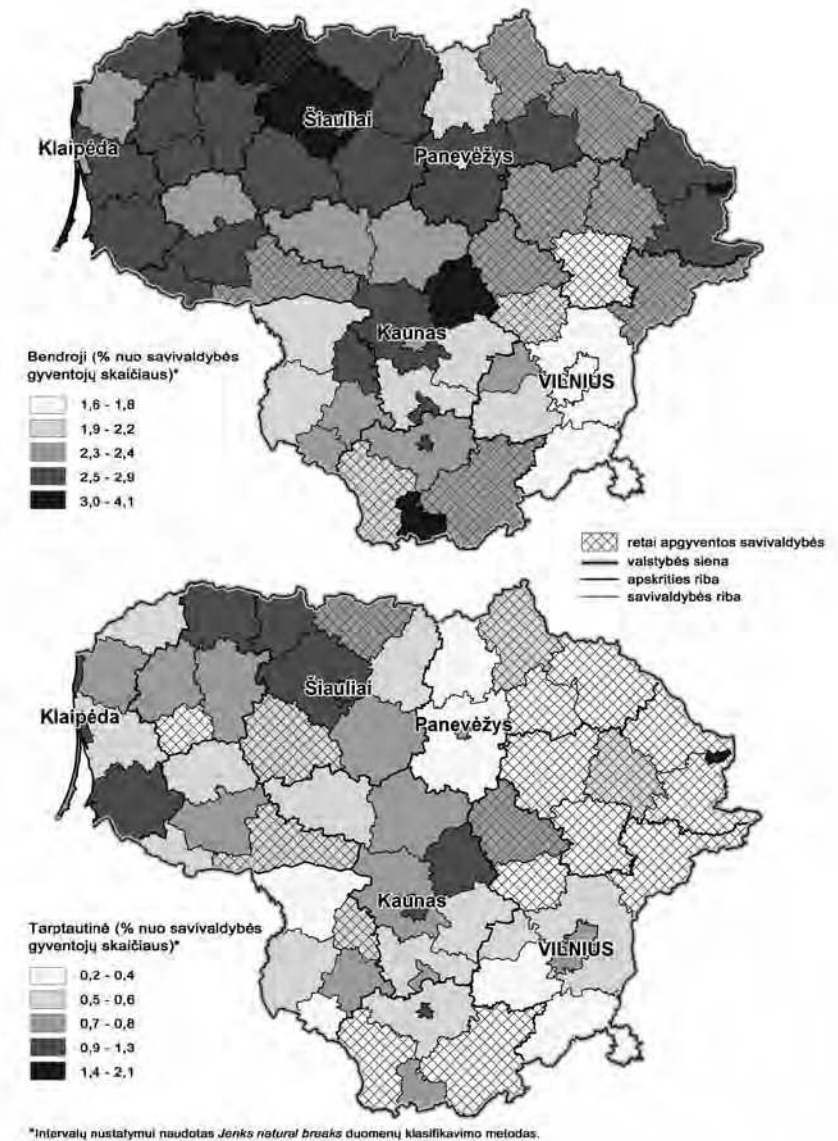 Klaipėda
Šiauliai
Panevėžys
Kaunas
VILNIUS
Bendroji (% nuo savivaldybės
gyventojų skaičiaus)*
1,6 - 1,8
1,9 - 2,2
2,3 - 2,4
2,5 - 2,9
3,0 - 4,1
retai apgyventos savivaldybės
valstybės siena
apskrities riba
savivaldybės riba
Klaipėda
Šiauliai
Panevėžys
Kaunas
VILNIUS
Tarptautinė (% nuo savivaldybės
gyventojų skaičiaus)*
0,2 - 0,4
0,5 - 0,6
0,7 - 0,8
0,9 - 1,3
1,4 - 2,1
*Intervalų nustatymui naudotas Jenks natural breaks duomenų klasifikavimo metodas.